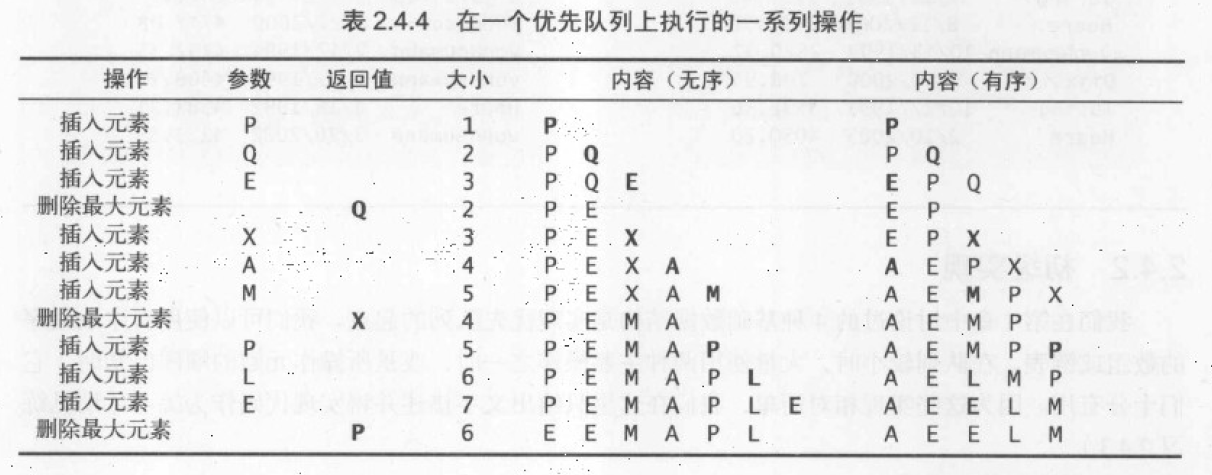 表 2.4.4 在一个优先队列上执行的一系列操作
操作 参数 返回值 大小 内容（无序） 内容（有序）
插入元素 P 1 P P
插入元素 Q 2 P Q P Q
插入元素 E 3 P Q E E P Q
删除最大元素 Q 2 P E E P
插入元素 X 3 P E X E P X
插入元素 A 4 P E X A A E P X
插入元素 M 5 P E X A M A E M P X
删除最大元素 X 4 P E M A A E M P
插入元素 P 5 P E M A P A E M P P
插入元素 L 6 P E M A P L A E L M P
插入元素 E 7 P E M A P L E A E E L M
删除最大元素 P 6 E E M A P L A E E L M